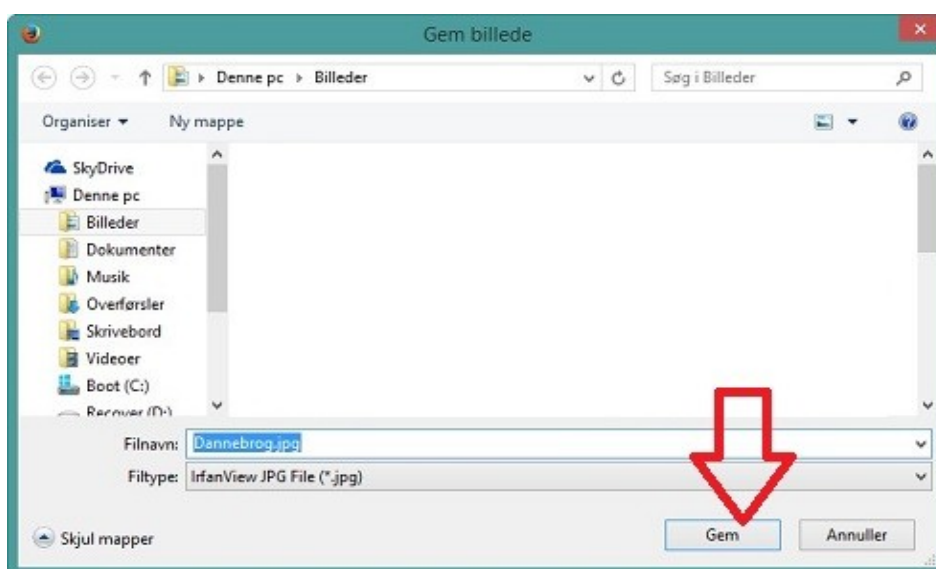 Gem billede
Denne pc Billeder Søg i Billeder
Organiser Ny mappe
SkyDrive
Denne pc
Billeder
Dokumenter
Musik
Overførsler
Skrivebord
Videoer
Boot (C:)
Recover (D:)
Filnavn: Dannebrog.jpg
Filtype: IrfanView JPG File (*.jpg)
Skjul mapper Gem Annuller